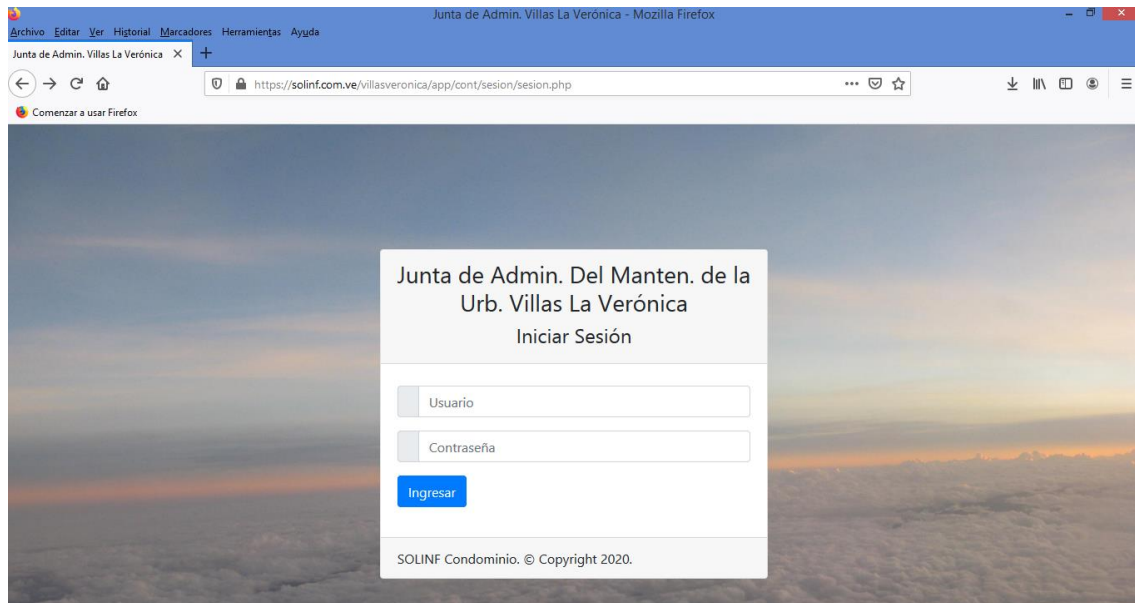 Junta de Admin. Villas La Verónica - Mozilla Firefox
Archivo Editar Ver Historial Marcadores Herramientas Ayuda
Junta de Admin. Villas La Verónica
https://solinf.com.ve/villasveronica/app/cont/sesion/sesion.php
Comenzar a usar Firefox
Junta de Admin. Del Manten. de la
Urb. Villas La Verónica
Iniciar Sesión
Usuario
Contraseña
Ingresar
SOLINF Condominio. © Copyright 2020.